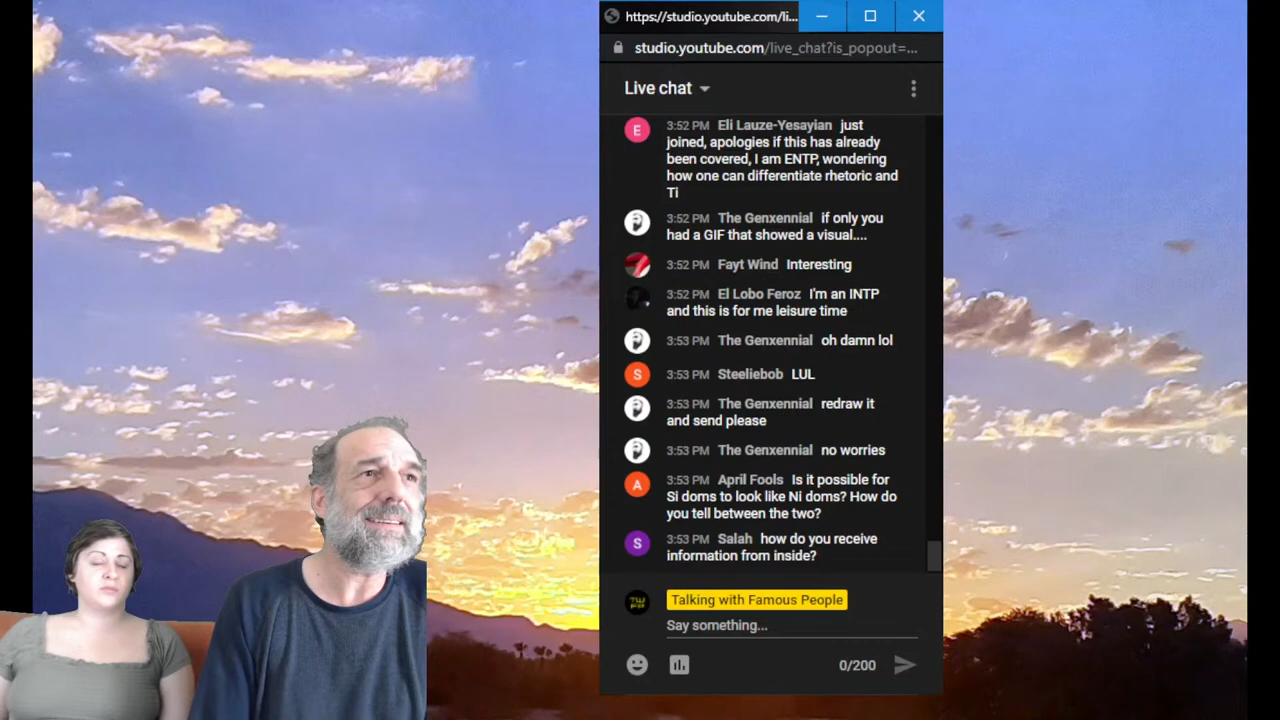 https://studio.youtube.com/li...
studio.youtube.com/live_chat?is_popout=...
Live chat
E
3:52 PM Eli Lauze-Yesayian just
joined, apologies if this has already
been covered, I am ENTP, wondering
how one can differentiate rhetoric and
Ti
3:52 PM The Genxennial if only you
had a GIF that showed a visual....
3:52 PM Fayt Wind Interesting
3:52 PM El Lobo Feroz I'm an INTP
and this is for me leisure time
3:53 PM The Genxennial oh damn lol
S
3:53 PM Steeliebob LUL
3:53 PM The Genxennial redraw it
and send please
3:53 PM The Genxennial no worries
A
3:53 PM April Fools Is it possible for
Si doms to look like Ni doms? How do
you tell between the two?
S
3:53 PM Salah how do you receive
information from inside?
Talking with Famous People
Say something...
0/200